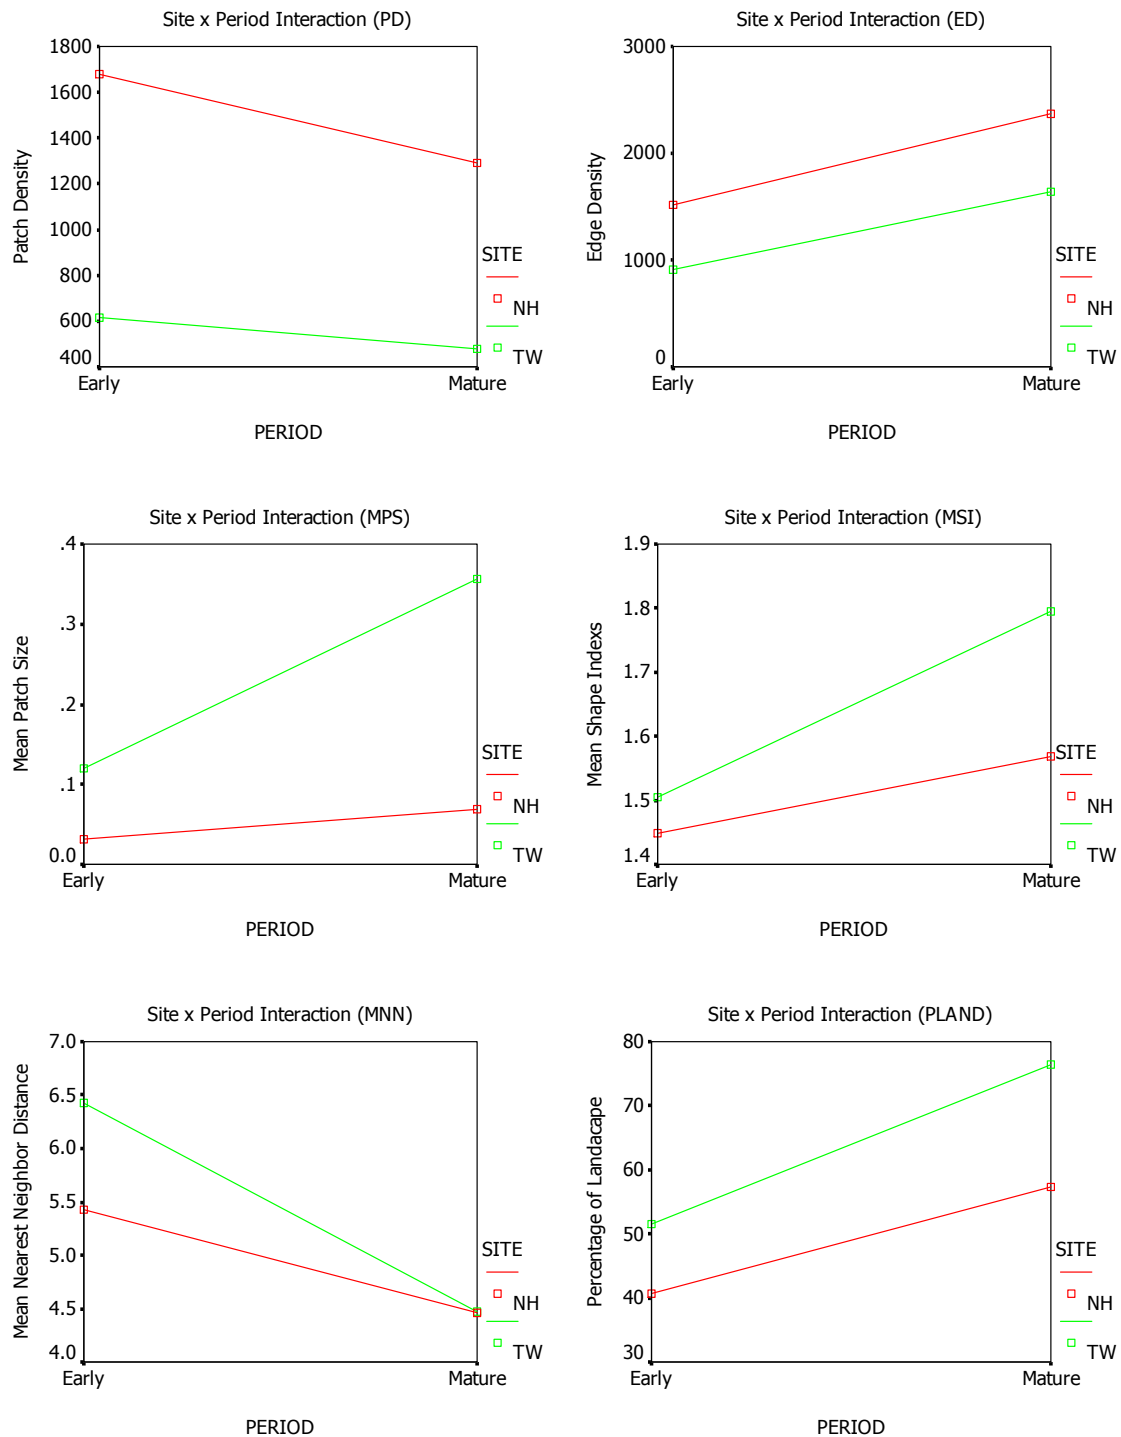 Site x Period Interaction (PD)
Patch Density
1800
1600
1400
1200
1000
800
600
400
Early
Mature
PERIOD
SITE
NH
TW
Site x Period Interaction (ED)
Edge Density
3000
2000
1000
0
Early
Mature
PERIOD
SITE
NH
TW
Site x Period Interaction (MPS)
Mean Patch Size
.4
.3
.2
.1
0.0
Early
Mature
PERIOD
SITE
NH
TW
Site x Period Interaction (MSI)
Mean Shape Indexs
1.9
1.8
1.7
1.6
1.5
1.4
Early
Mature
PERIOD
SITE
NH
TW
Site x Period Interaction (MNN)
Mean Nearest Neighbor Distance
7.0
6.5
6.0
5.5
5.0
4.5
4.0
Early
Mature
PERIOD
SITE
NH
TW
Site x Period Interaction (PLAND)
Percentage of Landacape
80
70
60
50
40
30
Early
Mature
PERIOD
SITE
NH
TW